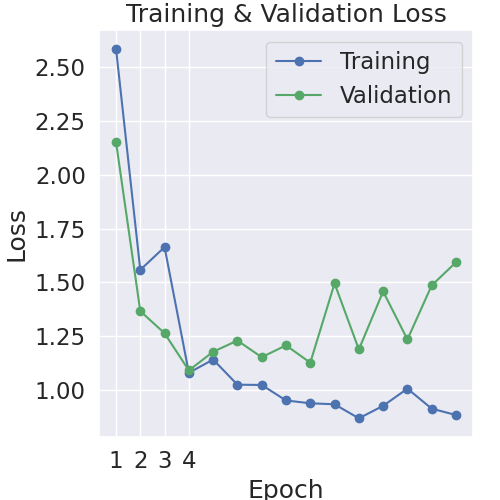 Training & Validation Loss
Training
Validation
2.50
2.25
2.00
1.75
1.50
1.25
1.00
Loss
1 2 3 4
Epoch